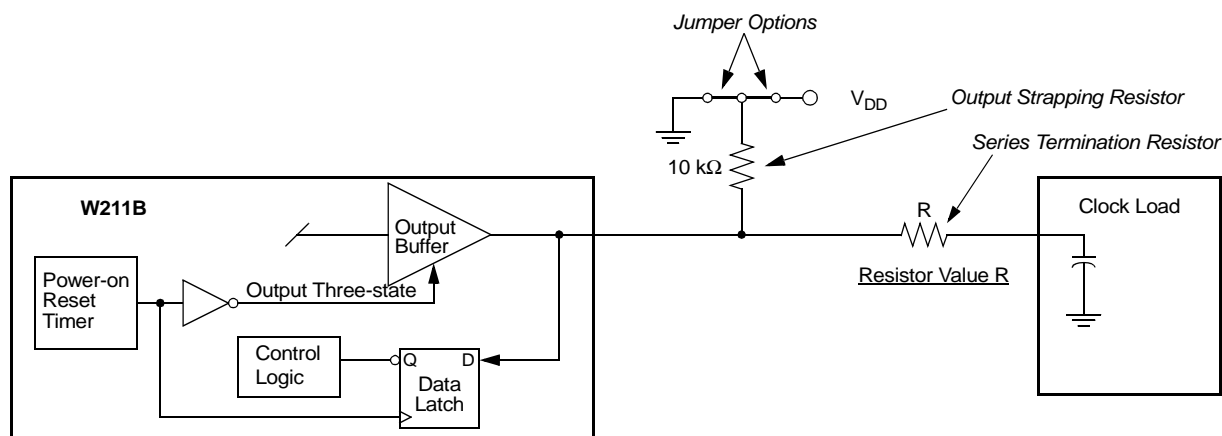 Jumper Options
V_DD
Output Strapping Resistor
Series Termination Resistor
10 kΩ
R
Resistor Value R
Clock Load
W211B
Output
Buffer
Power-on
Reset
Timer
Output Three-state
Control
Logic
Q
D
Data
Latch